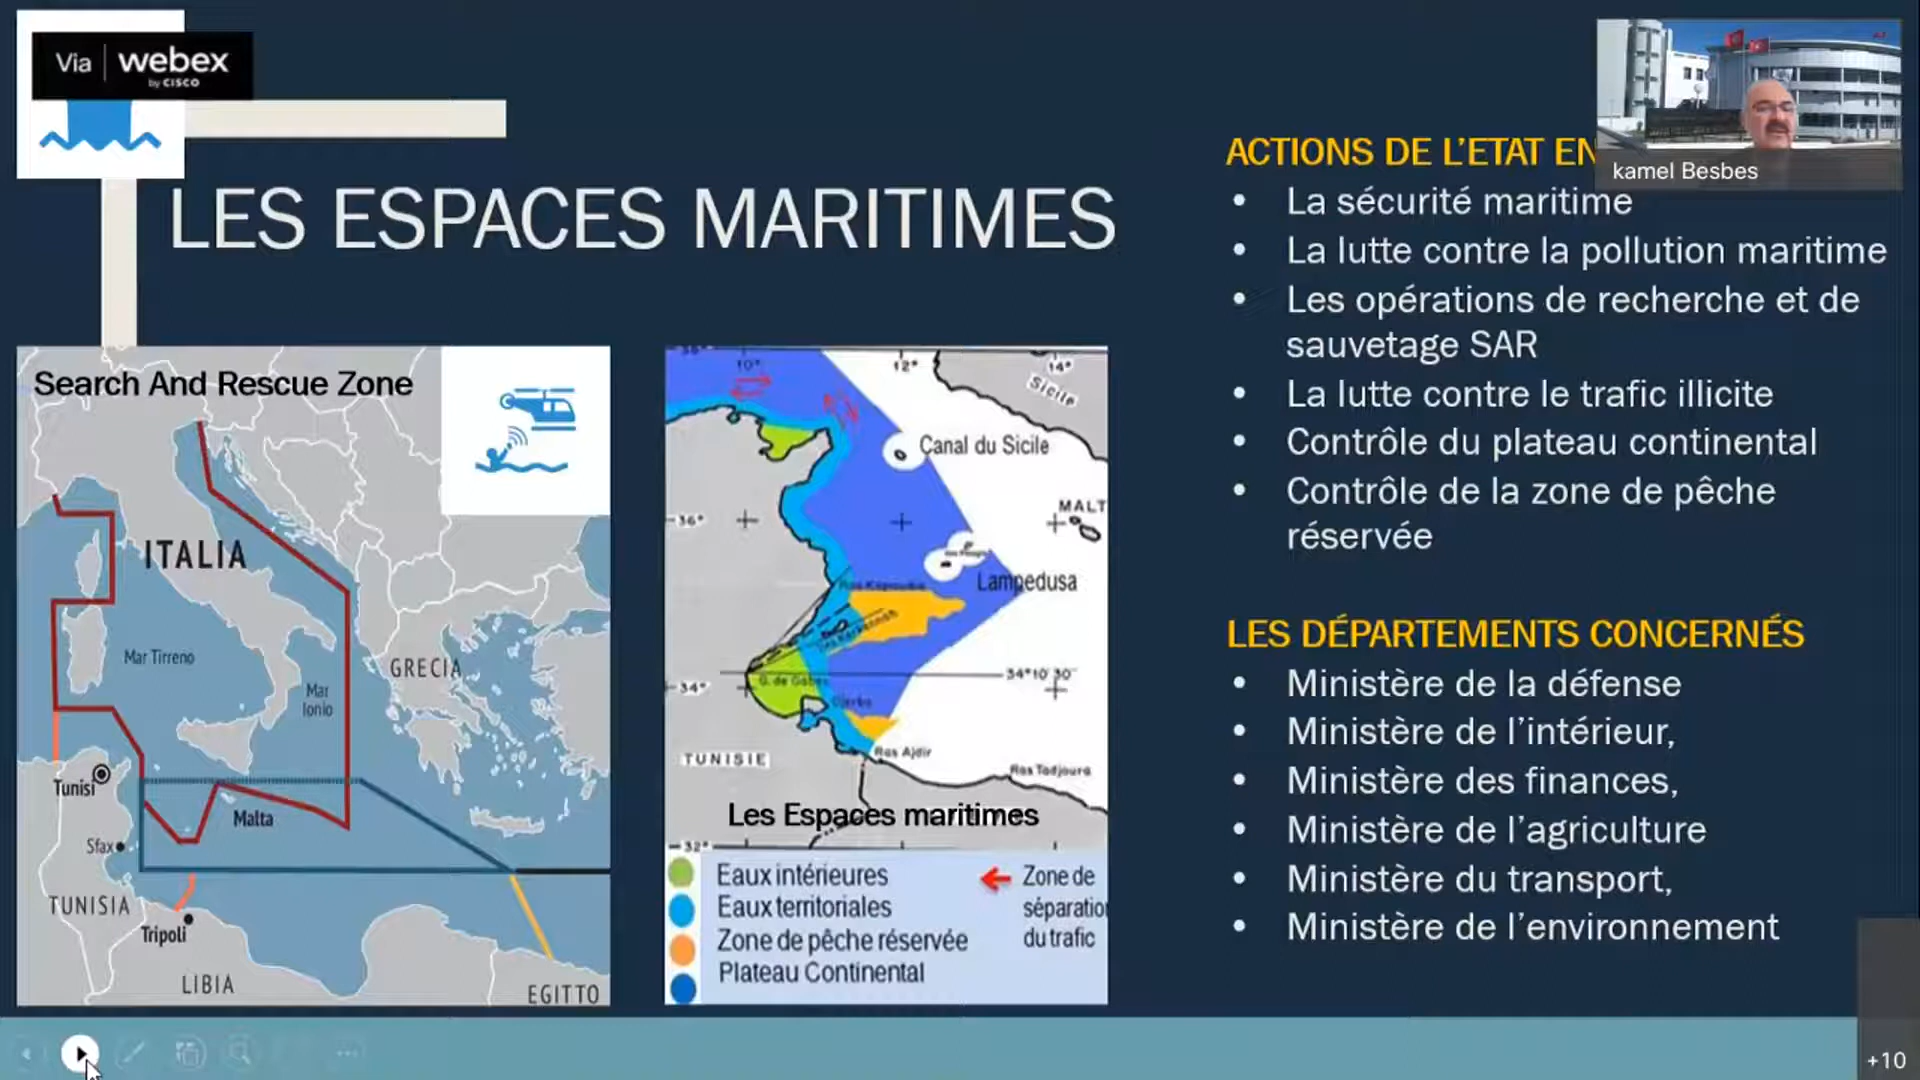 Via webex
by CISCO
LES ESPACES MARITIMES
Search And Rescue Zone
ITALIA
Mar Tirreno
Mar
Ionio
GRECIA
Tunisi
Malta
Sfax
TUNISIA
Tripoli
LIBIA
EGITTO
10°
12°
14°
Sicile
Canal du Sicile
36°
MALT
Lampedusa
34°10'30"
34°
G. de Gabes
Djerba
TUNISIE
Ras Ajdir
Ras Tadjoura
Les Espaces maritimes
32°
Eaux intérieures
Eaux territoriales
Zone de pêche réservée
Plateau Continental
Zone de
séparation
du trafic
ACTIONS DE L'ETAT EN
• La sécurité maritime
• La lutte contre la pollution maritime
• Les opérations de recherche et de
sauvetage SAR
• La lutte contre le trafic illicite
• Contrôle du plateau continental
• Contrôle de la zone de pêche
réservée
LES DÉPARTEMENTS CONCERNÉS
• Ministère de la défense
• Ministère de l'intérieur,
• Ministère des finances,
• Ministère de l'agriculture
• Ministère du transport,
• Ministère de l'environnement
kamel Besbes
+10